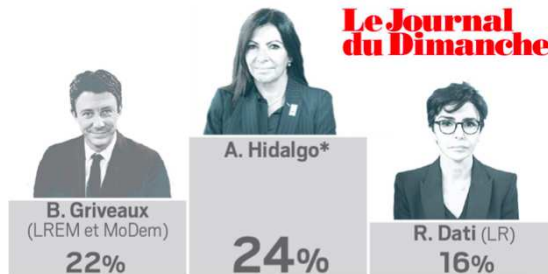 Le Journal
du Dimanche
A. Hidalgo*
24%
B. Griveaux
(LREM et MoDem)
22%
R. Dati (LR)
16%